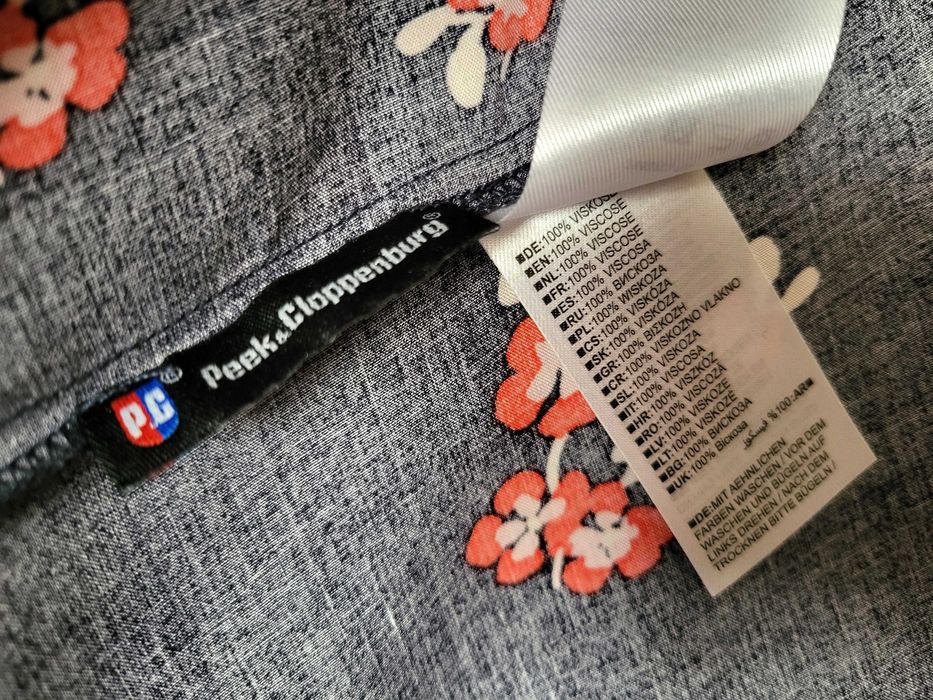 P&C®
Peek&Cloppenburg®
■DE:100% VISKOSE
■EN:100% VISCOSE
■NL:100% VISCOSE
■FR:100% VISCOSE
■ES:100% VISCOSA
■RU:100% ВИСКОЗА
■PL:100% WISKOZA
■CS:100% VISKÓZA
■SK:100% VISKÓZA
■GR:100% ΒΙΣΚΟΖΗ
■CR:100% VISKOZNO VLAKNO
■SL:100% VISKOZA
■IT:100% VISCOSA
■HR:100% VISZKÓZ
■RO:100% VISCOZA
■LV:100% VISKOZE
■LT:100% VISKOZĖ
■BG:100% ВИСКОЗА
■UK:100% Віскоза
فسكوز %100:AR■
■DE:MIT AEHNLICHEN
FARBEN WASCHEN / VOR DEM
WASCHEN UND BÜGELN AUF
LINKS DREHEN / NACH DEM
TROCKNEN BITTE BÜGELN /